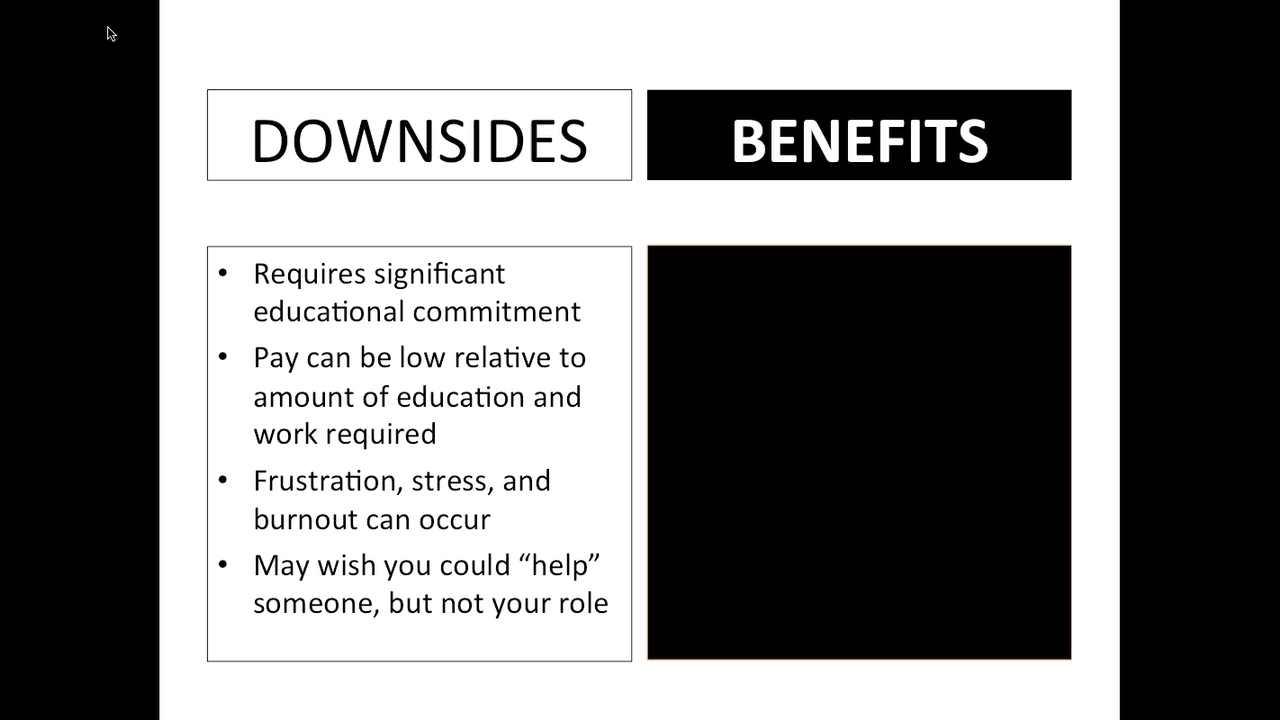 DOWNSIDES
BENEFITS
• Requires significant
educational commitment
• Pay can be low relative to
amount of education and
work required
• Frustration, stress, and
burnout can occur
• May wish you could “help”
someone, but not your role